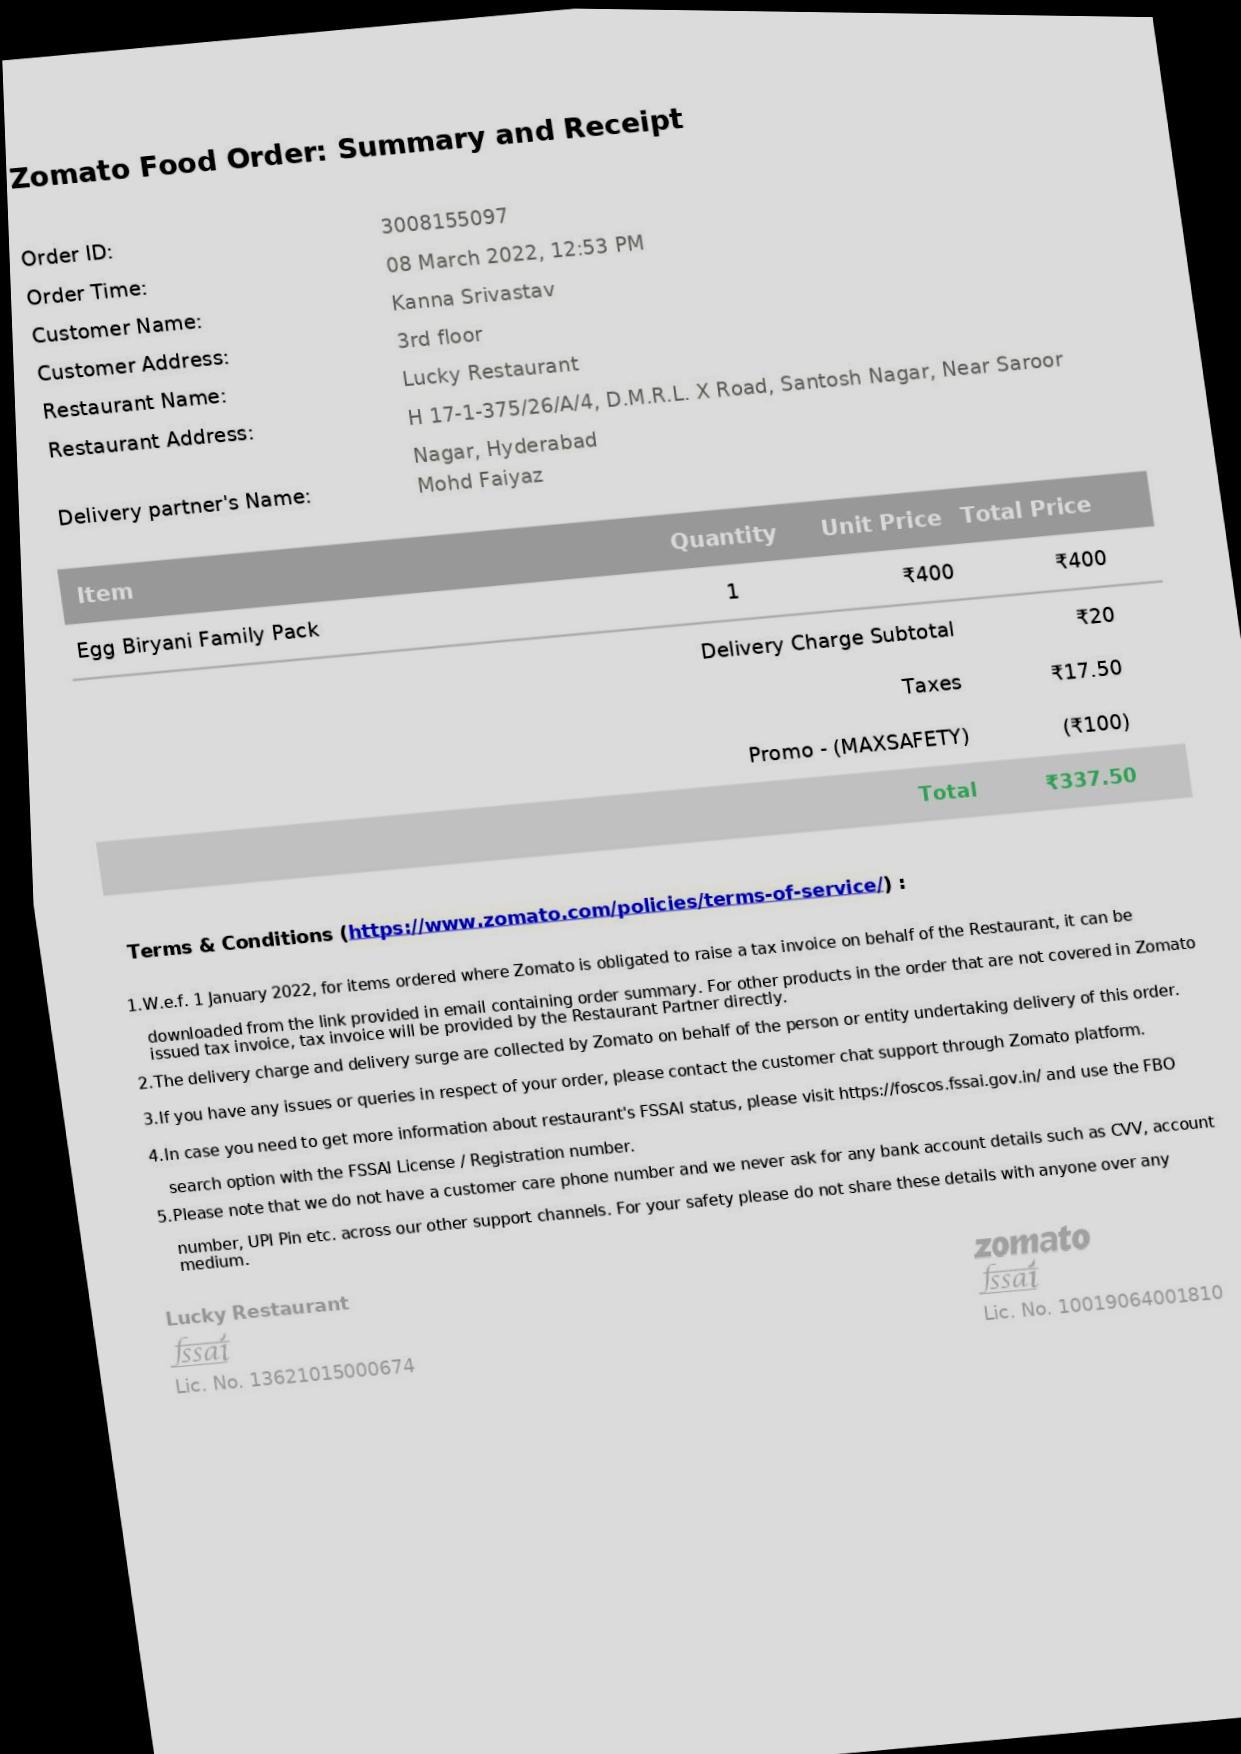 Zomato Food Order: Summary and Receipt
Order ID: 3008155097
Order Time: 08 March 2022, 12:53 PM
Customer Name: Kanna Srivastav
Customer Address: 3rd floor
Restaurant Name: Lucky Restaurant
Restaurant Address: H 17-1-375/26/A/4, D.M.R.L. X Road, Santosh Nagar, Near Saroor
Nagar, Hyderabad
Delivery partner's Name: Mohd Faiyaz
Item Quantity Unit Price Total Price
Egg Biryani Family Pack 1 ₹400 ₹400
Delivery Charge Subtotal ₹20
Taxes ₹17.50
Promo - (MAXSAFETY) (₹100)
Total ₹337.50
Terms & Conditions (https://www.zomato.com/policies/terms-of-service/) :
1.W.e.f. 1 January 2022, for items ordered where Zomato is obligated to raise a tax invoice on behalf of the Restaurant, it can be
downloaded from the link provided in email containing order summary. For other products in the order that are not covered in Zomato
issued tax invoice, tax invoice will be provided by the Restaurant Partner directly.
2.The delivery charge and delivery surge are collected by Zomato on behalf of the person or entity undertaking delivery of this order.
3.If you have any issues or queries in respect of your order, please contact the customer chat support through Zomato platform.
4.In case you need to get more information about restaurant's FSSAI status, please visit https://foscos.fssai.gov.in/ and use the FBO
search option with the FSSAI License / Registration number.
5.Please note that we do not have a customer care phone number and we never ask for any bank account details such as CVV, account
number, UPI Pin etc. across our other support channels. For your safety please do not share these details with anyone over any
medium.
Lucky Restaurant
fssai
Lic. No. 13621015000674
zomato
fssai
Lic. No. 10019064001810